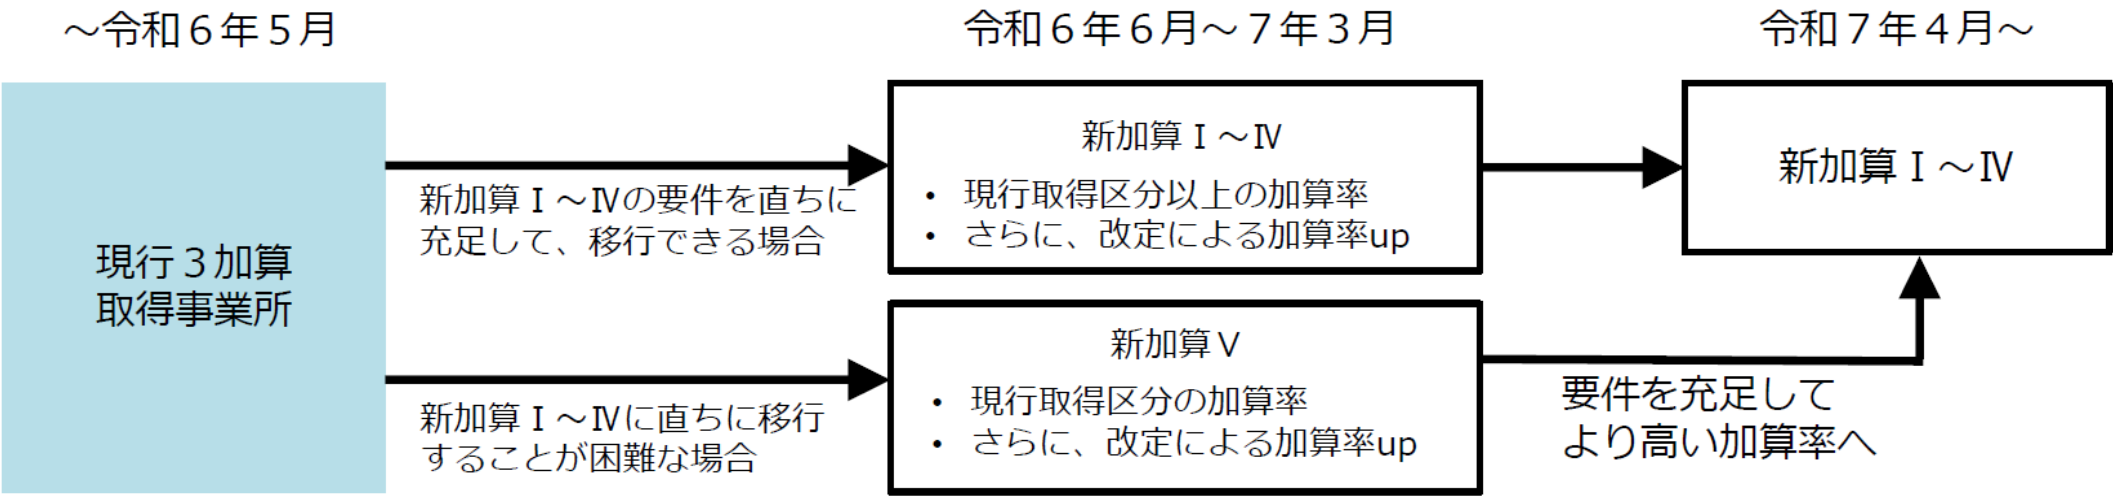 ～令和６年５月
令和６年６月～７年３月
令和７年４月～
現行３加算
取得事業所
新加算Ⅰ～Ⅳの要件を直ちに
充足して、移行できる場合
新加算Ⅰ～Ⅳに直ちに移行
することが困難な場合
新加算Ⅰ～Ⅳ
• 現行取得区分以上の加算率
• さらに、改定による加算率up
新加算Ⅴ
• 現行取得区分の加算率
• さらに、改定による加算率up
新加算Ⅰ～Ⅳ
要件を充足して
より高い加算率へ